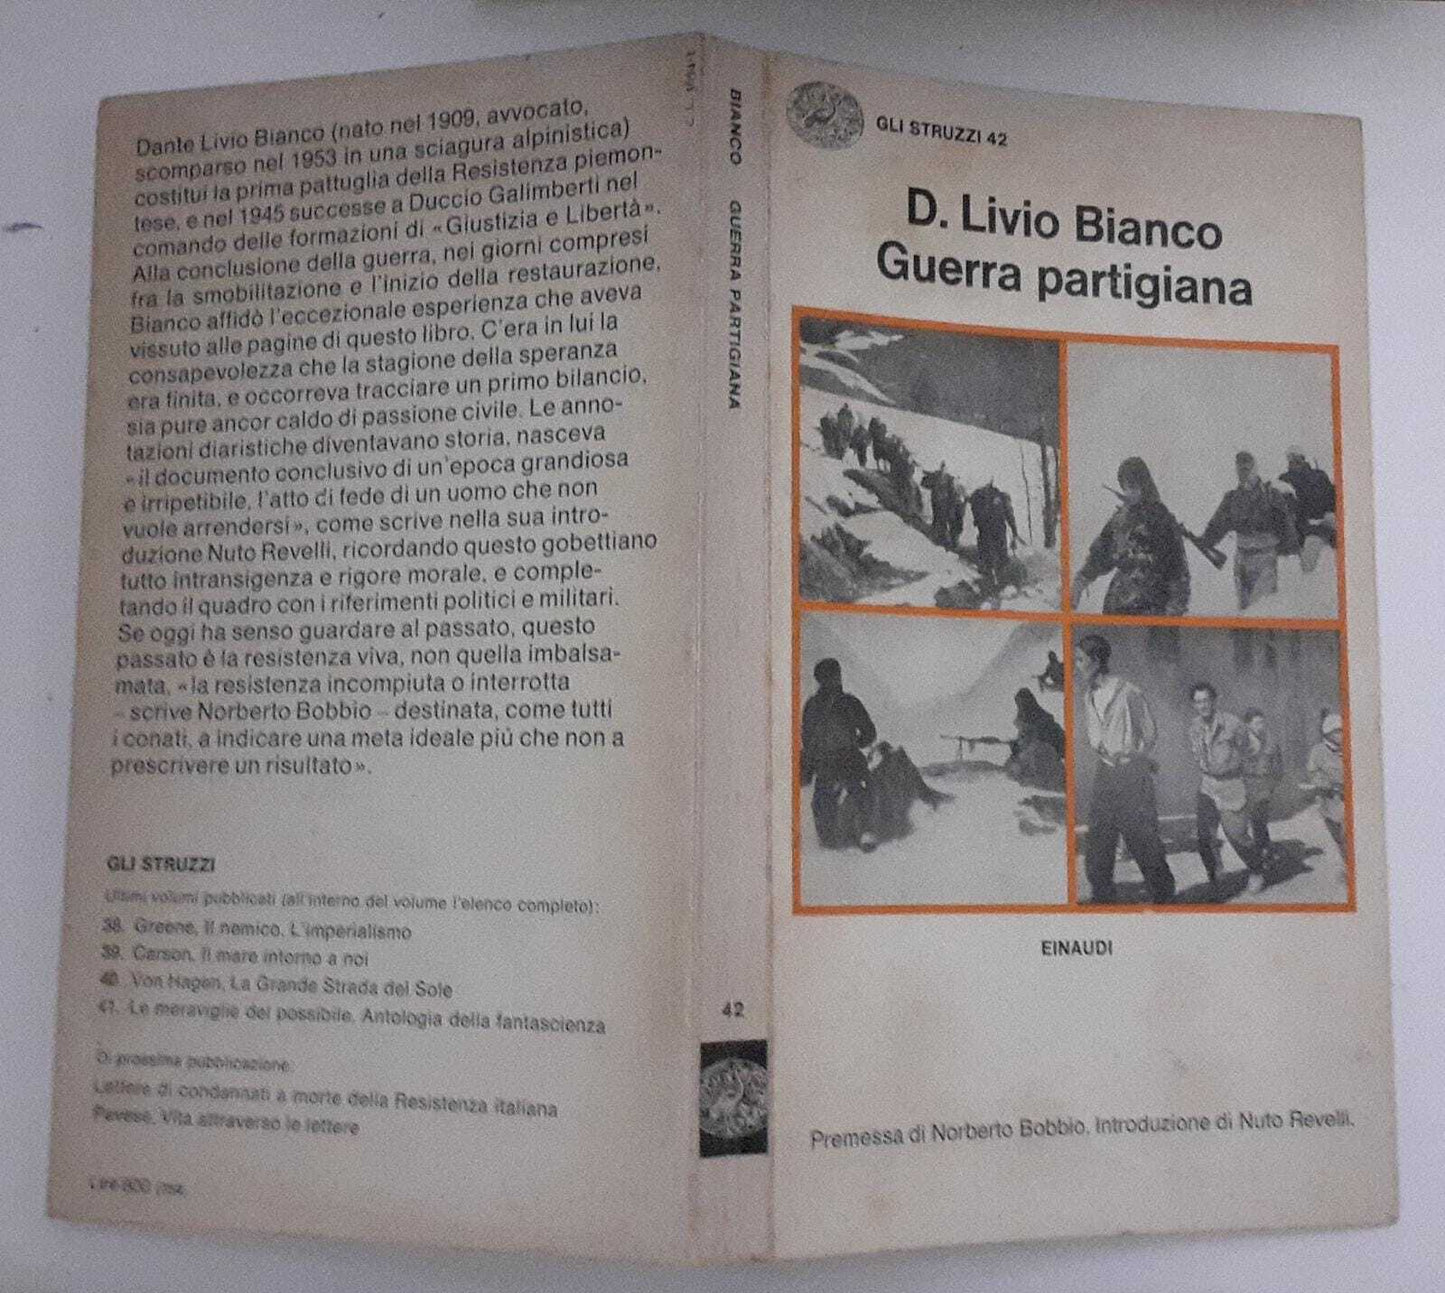 Dante Livio Bianco (nato nel 1909, avvocato,
scomparso nel 1953 in una sciagura alpinistica)
costituí la prima pattuglia della Resistenza piemon-
tese, e nel 1945 successe a Duccio Galimberti nel
comando delle formazioni di «Giustizia e Libertà».
Alla conclusione della guerra, nei giorni compresi
fra la smobilitazione e l'inizio della restaurazione,
Bianco affidò l'eccezionale esperienza che aveva
vissuto alle pagine di questo libro. C'era in lui la
consapevolezza che la stagione della speranza
era finita, e occorreva tracciare un primo bilancio,
sia pure ancor caldo di passione civile. Le anno-
tazioni diaristiche diventavano storia, nasceva
«il documento conclusivo di un'epoca grandiosa
e irripetibile, l'atto di fede di un uomo che non
vuole arrendersi», come scrive nella sua intro-
duzione Nuto Revelli, ricordando questo gobettiano
tutto intransigenza e rigore morale, e comple-
tando il quadro con i riferimenti politici e militari.
Se oggi ha senso guardare al passato, questo
passato è la resistenza viva, non quella imbalsa-
mata, «la resistenza incompiuta o interrotta
– scrive Norberto Bobbio – destinata, come tutti
i conati, a indicare una meta ideale piú che non a
prescrivere un risultato».
GLI STRUZZI
Ultimi volumi pubblicati (all'interno del volume l'elenco completo):
38. Greene, Il nemico. L'imperialismo
39. Carson, Il mare intorno a noi
40. Von Hagen, La Grande Strada del Sole
41. Le meraviglie del possibile. Antologia della fantascienza
Di prossima pubblicazione
Lettere di condannati a morte della Resistenza italiana
Pavese, Vita attraverso le lettere
Lire 800
BIANCO GUERRA PARTIGIANA
42
GLI STRUZZI 42
D. Livio Bianco
Guerra partigiana
EINAUDI
Premessa di Norberto Bobbio. Introduzione di Nuto Revelli.